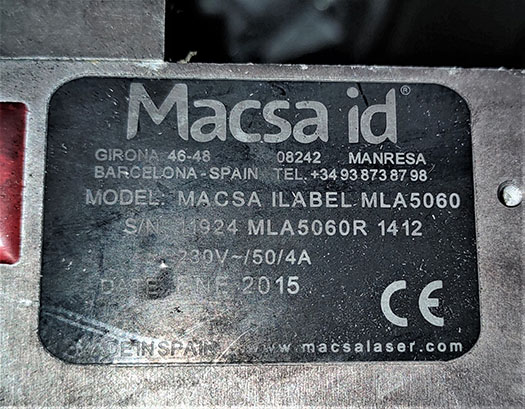 Macsa id®
GIRONA 46-48 08242 MANRESA
BARCELONA - SPAIN TEL. +34 93 873 87 98
MODEL: MACSA ILABEL MLA5060
S/N 11924 MLA5060R 1412
230V~/50/4A
DATE: ENE 2015
CE
MADE IN SPAIN www.macsalaser.com